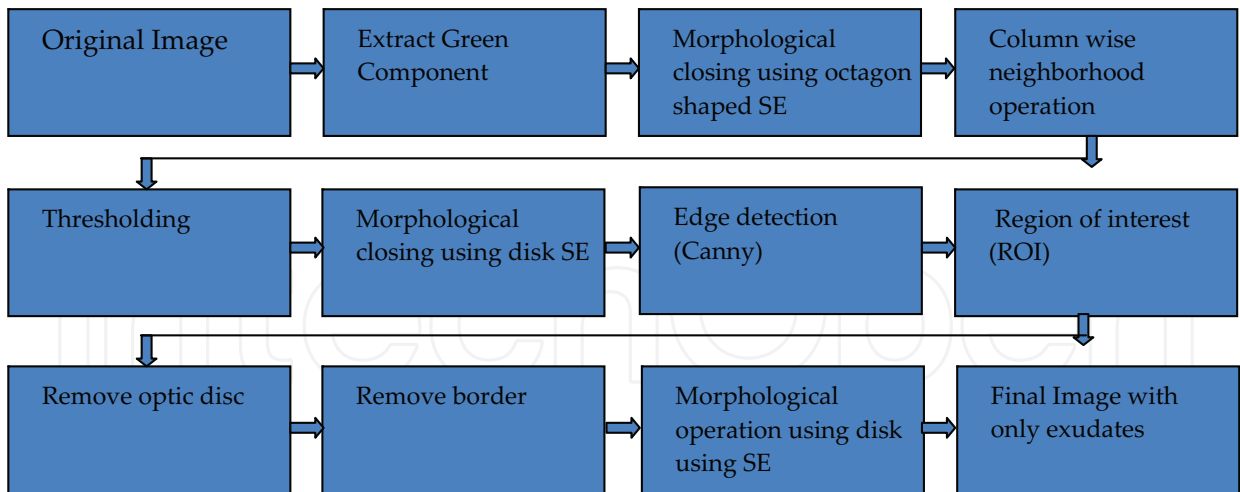 Original Image
Extract Green
Component
Morphological
closing using octagon
shaped SE
Column wise
neighborhood
operation
Thresholding
Morphological
closing using disk SE
Edge detection
(Canny)
Region of interest
(ROI)
Remove optic disc
Remove border
Morphological
operation using disk
using SE
Final Image with
only exudates
intechopen